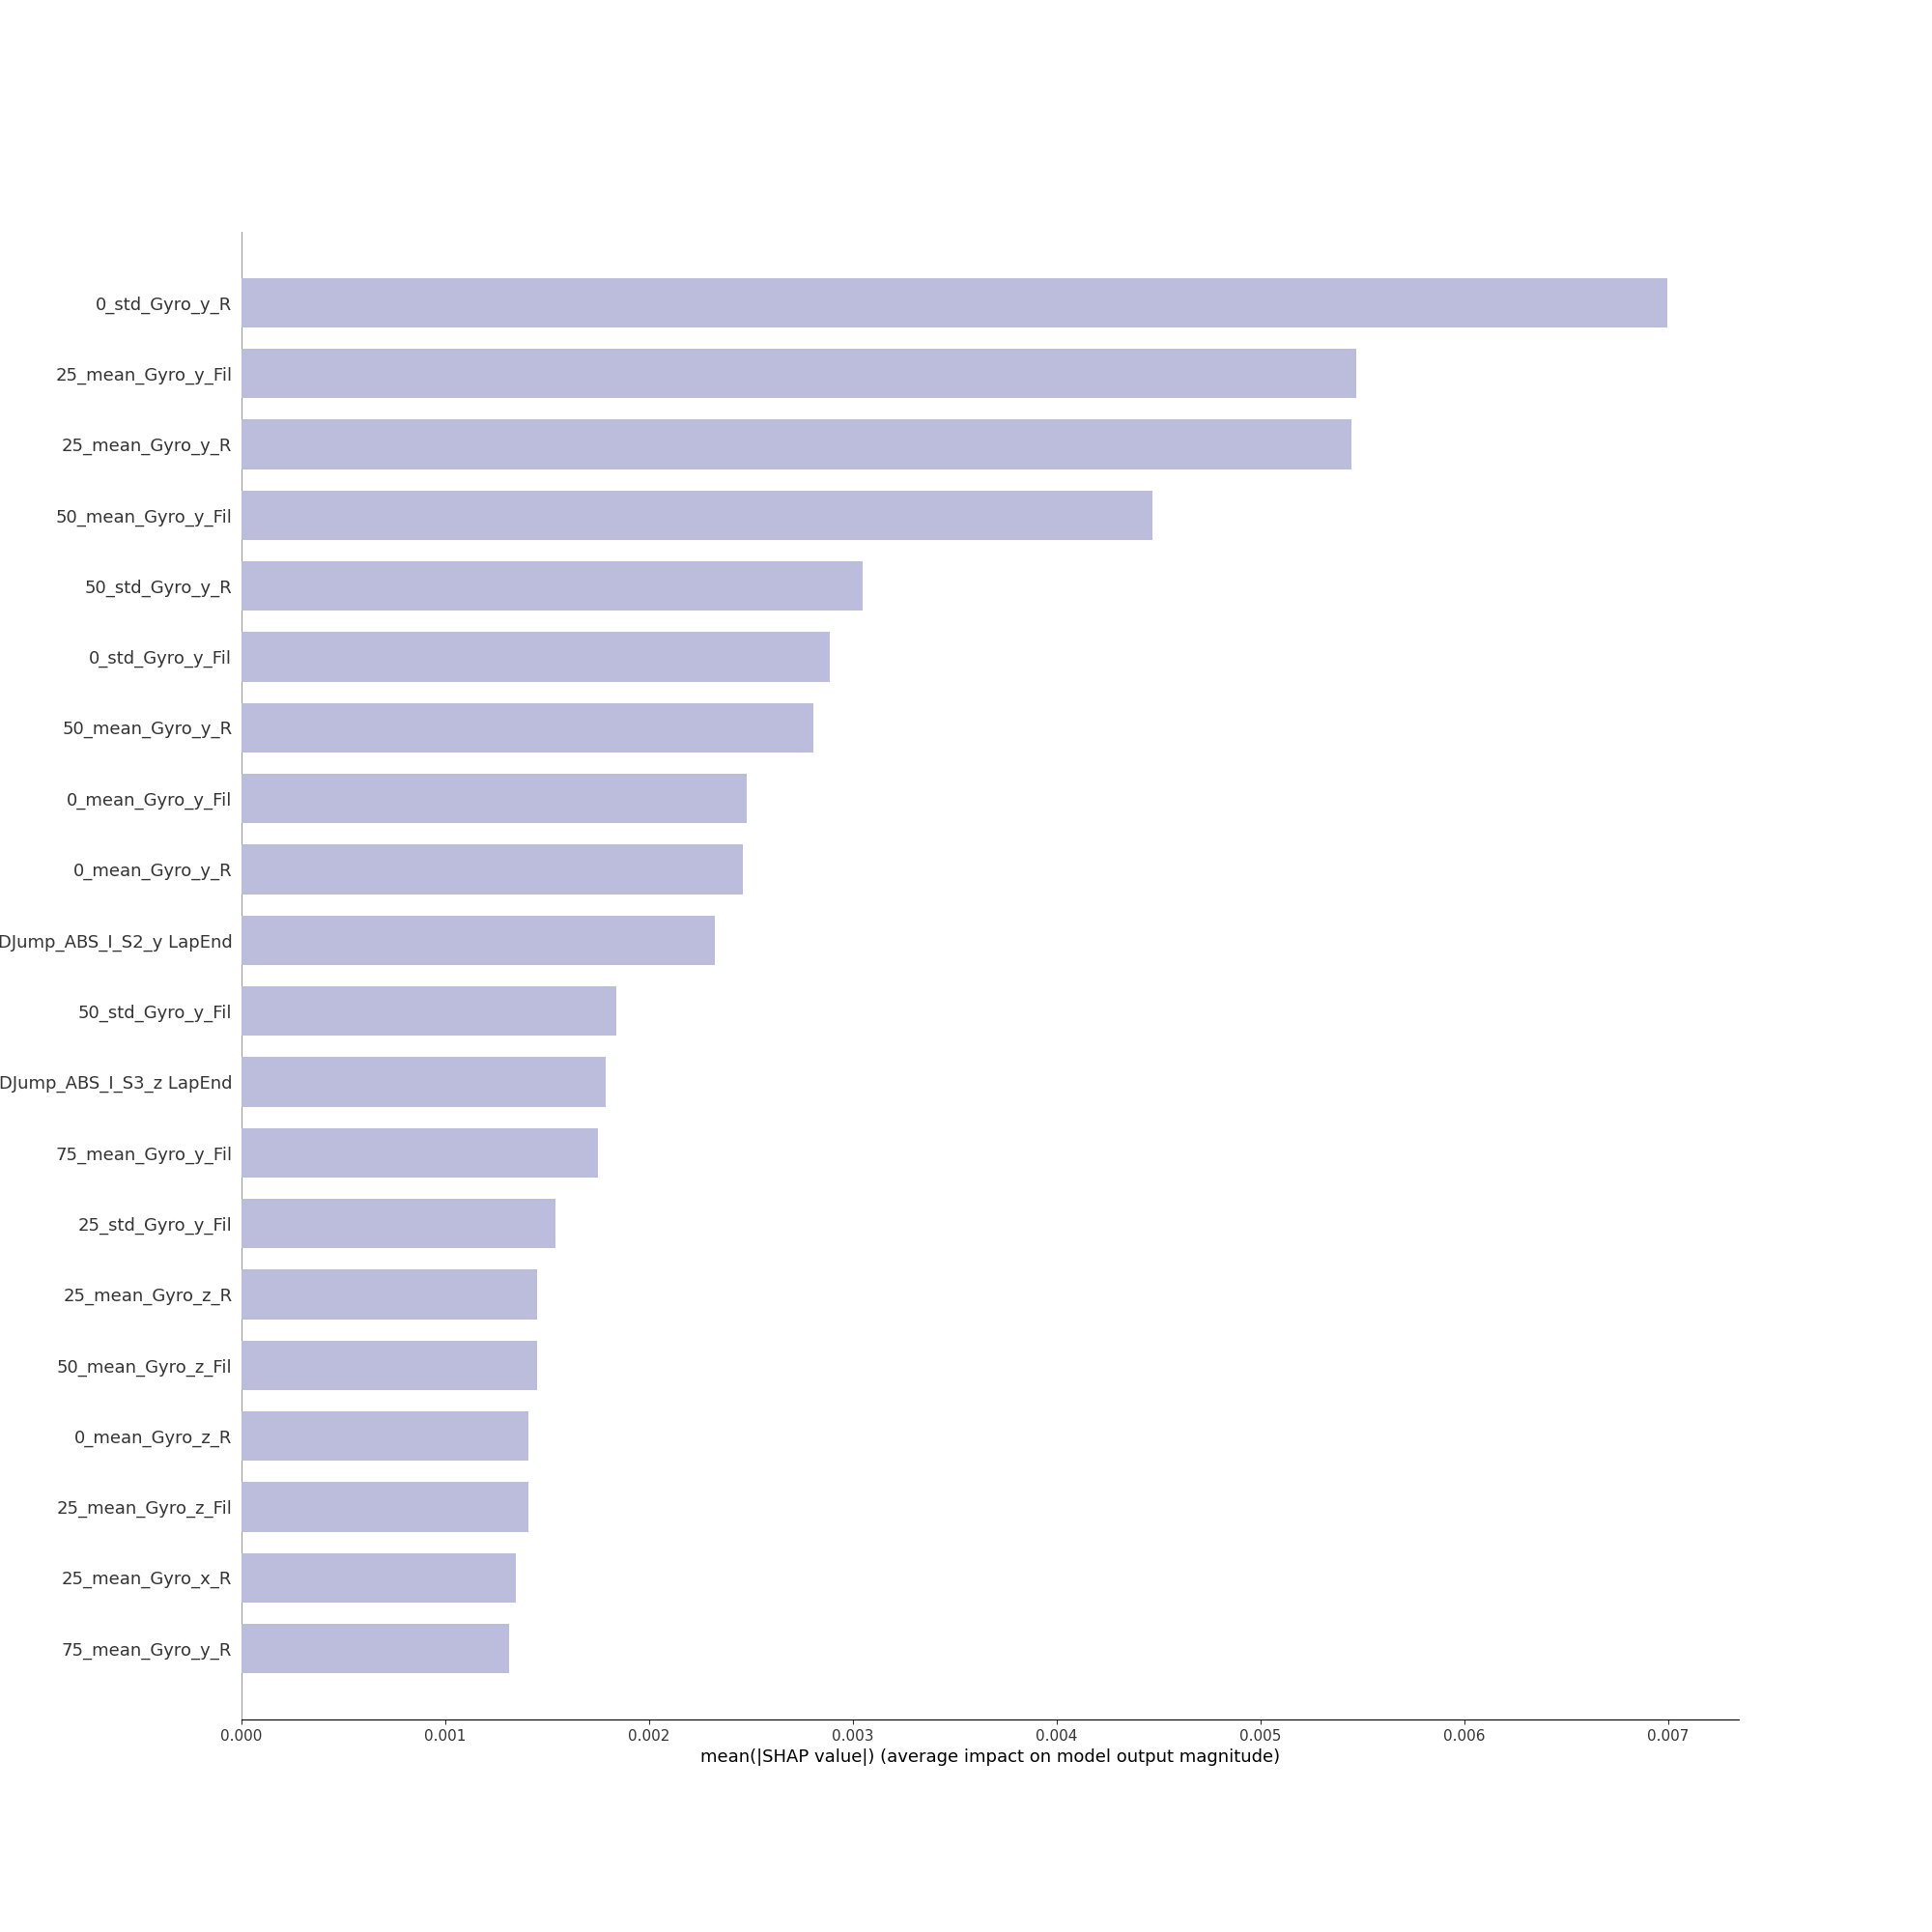 0_std_Gyro_y_R
25_mean_Gyro_y_Fil
25_mean_Gyro_y_R
50_mean_Gyro_y_Fil
50_std_Gyro_y_R
0_std_Gyro_y_Fil
50_mean_Gyro_y_R
0_mean_Gyro_y_Fil
0_mean_Gyro_y_R
DJump_ABS_I_S2_y LapEnd
50_std_Gyro_y_Fil
DJump_ABS_I_S3_z LapEnd
75_mean_Gyro_y_Fil
25_std_Gyro_y_Fil
25_mean_Gyro_z_R
50_mean_Gyro_z_Fil
0_mean_Gyro_z_R
25_mean_Gyro_z_Fil
25_mean_Gyro_x_R
75_mean_Gyro_y_R
0.000 0.001 0.002 0.003 0.004 0.005 0.006 0.007
mean(|SHAP value|) (average impact on model output magnitude)